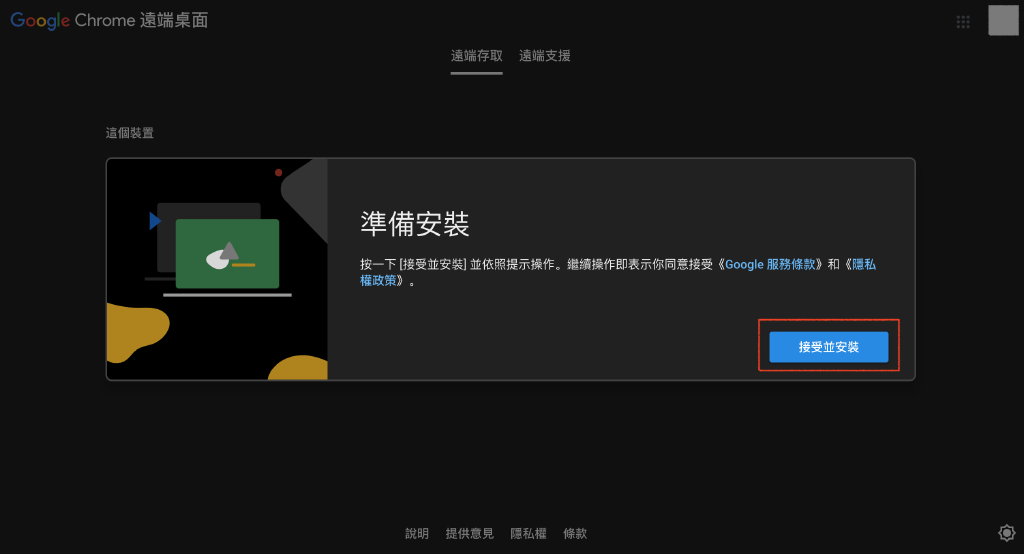 Google Chrome 遠端桌面
遠端存取 遠端支援
這個裝置
準備安裝
按一下 [接受並安裝] 並依照提示操作。繼續操作即表示你同意接受《Google 服務條款》和《隱私
權政策》。
接受並安裝
說明 提供意見 隱私權 條款